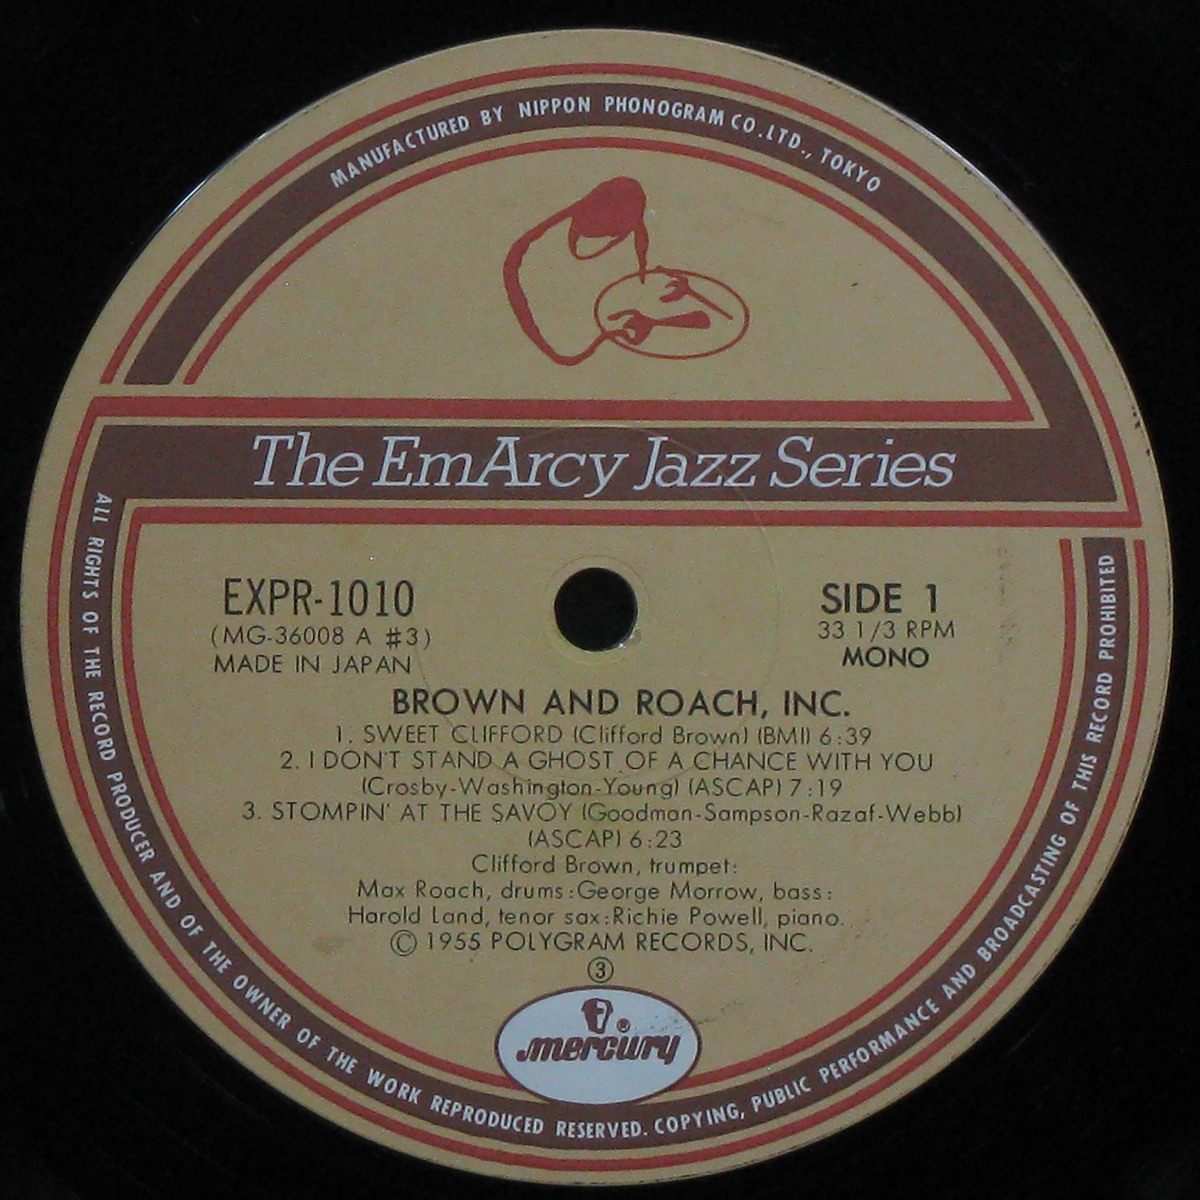 MANUFACTURED BY NIPPON PHONOGRAM CO.LTD., TOKYO
The EmArcy Jazz Series
EXPR-1010
(MG-36008 A #3)
MADE IN JAPAN
SIDE 1
33 1/3 RPM
MONO
BROWN AND ROACH, INC.
1. SWEET CLIFFORD (Clifford Brown) (BMI) 6:39
2. I DON'T STAND A GHOST OF A CHANCE WITH YOU
(Crosby-Washington-Young) (ASCAP) 7:19
3. STOMPIN' AT THE SAVOY (Goodman-Sampson-Razaf-Webb)
(ASCAP) 6:23
Clifford Brown, trumpet:
Max Roach, drums:George Morrow, bass:
Harold Land, tenor sax:Richie Powell, piano.
© 1955 POLYGRAM RECORDS, INC.
③
mercury ®
ALL RIGHTS OF THE RECORD PRODUCER AND OF THE OWNER OF THE WORK REPRODUCED RESERVED. COPYING, PUBLIC PERFORMANCE AND BROADCASTING OF THIS RECORD PROHIBITED